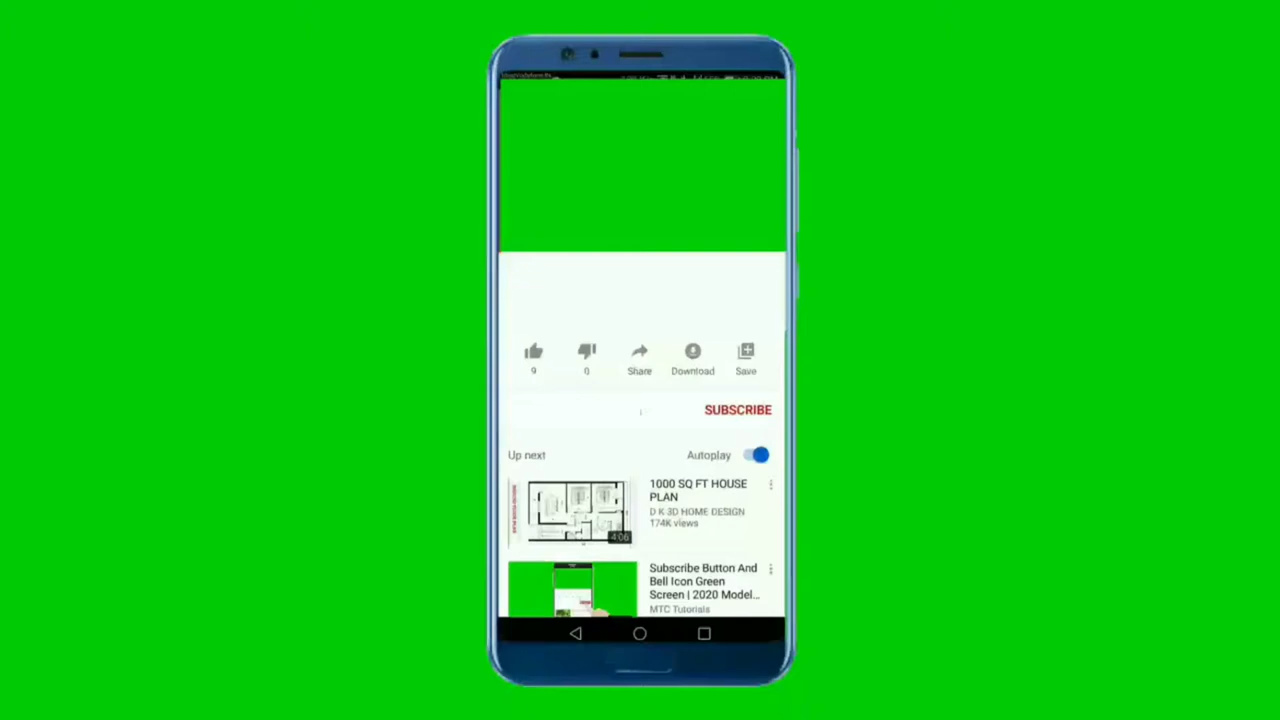 9
0
Share
Download
Save
SUBSCRIBE
Up next
Autoplay
1000 SQ FT HOUSE
PLAN
D K 3D HOME DESIGN
174K views
4:06
Subscribe Button And
Bell Icon Green
Screen | 2020 Model...
MTC Tutorials